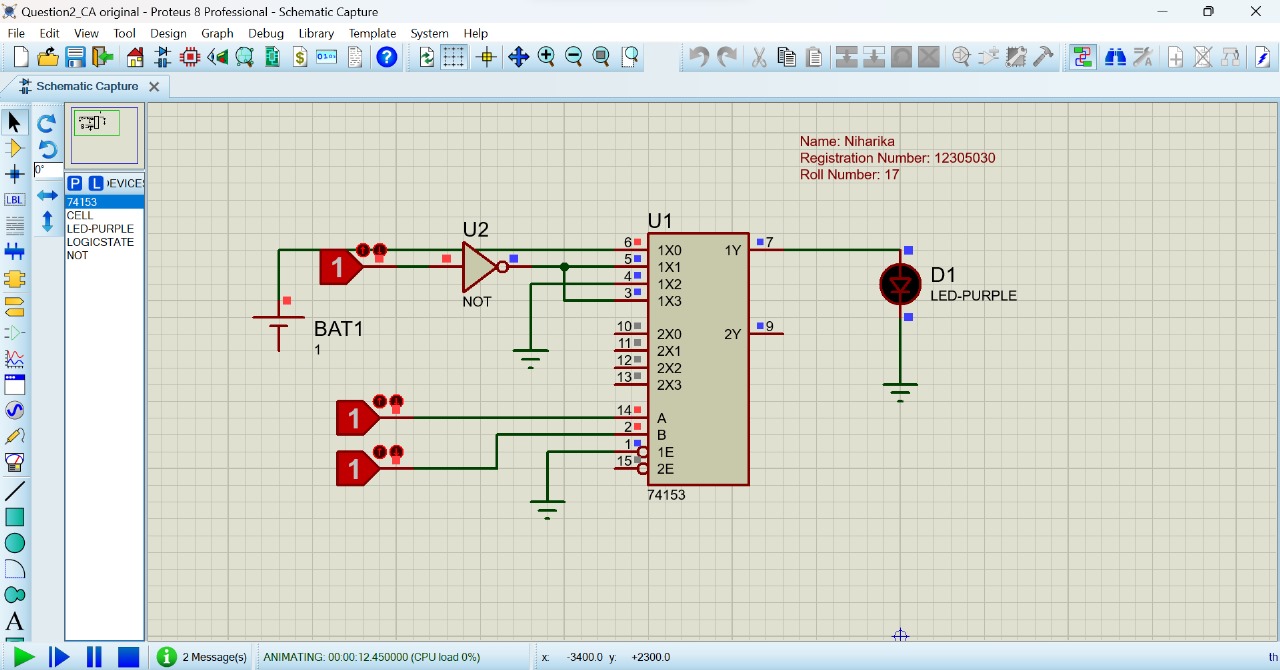 Question2_CA original - Proteus 8 Professional - Schematic Capture
File Edit View Tool Design Graph Debug Library Template System Help
Schematic Capture
0°
LBL
P L DEVICES
74153
CELL
LED-PURPLE
LOGICSTATE
NOT
A
Name: Niharika
Registration Number: 12305030
Roll Number: 17
U2
NOT
1
BAT1
1
1
1
U1
6 1X0 1Y 7
5 1X1
4 1X2
3 1X3
10 2X0 2Y 9
11 2X1
12 2X2
13 2X3
14 A
2 B
1 1E
15 2E
74153
D1
LED-PURPLE
2 Message(s) ANIMATING: 00:00:12.450000 (CPU load 0%) x: -3400.0 y: +2300.0 th